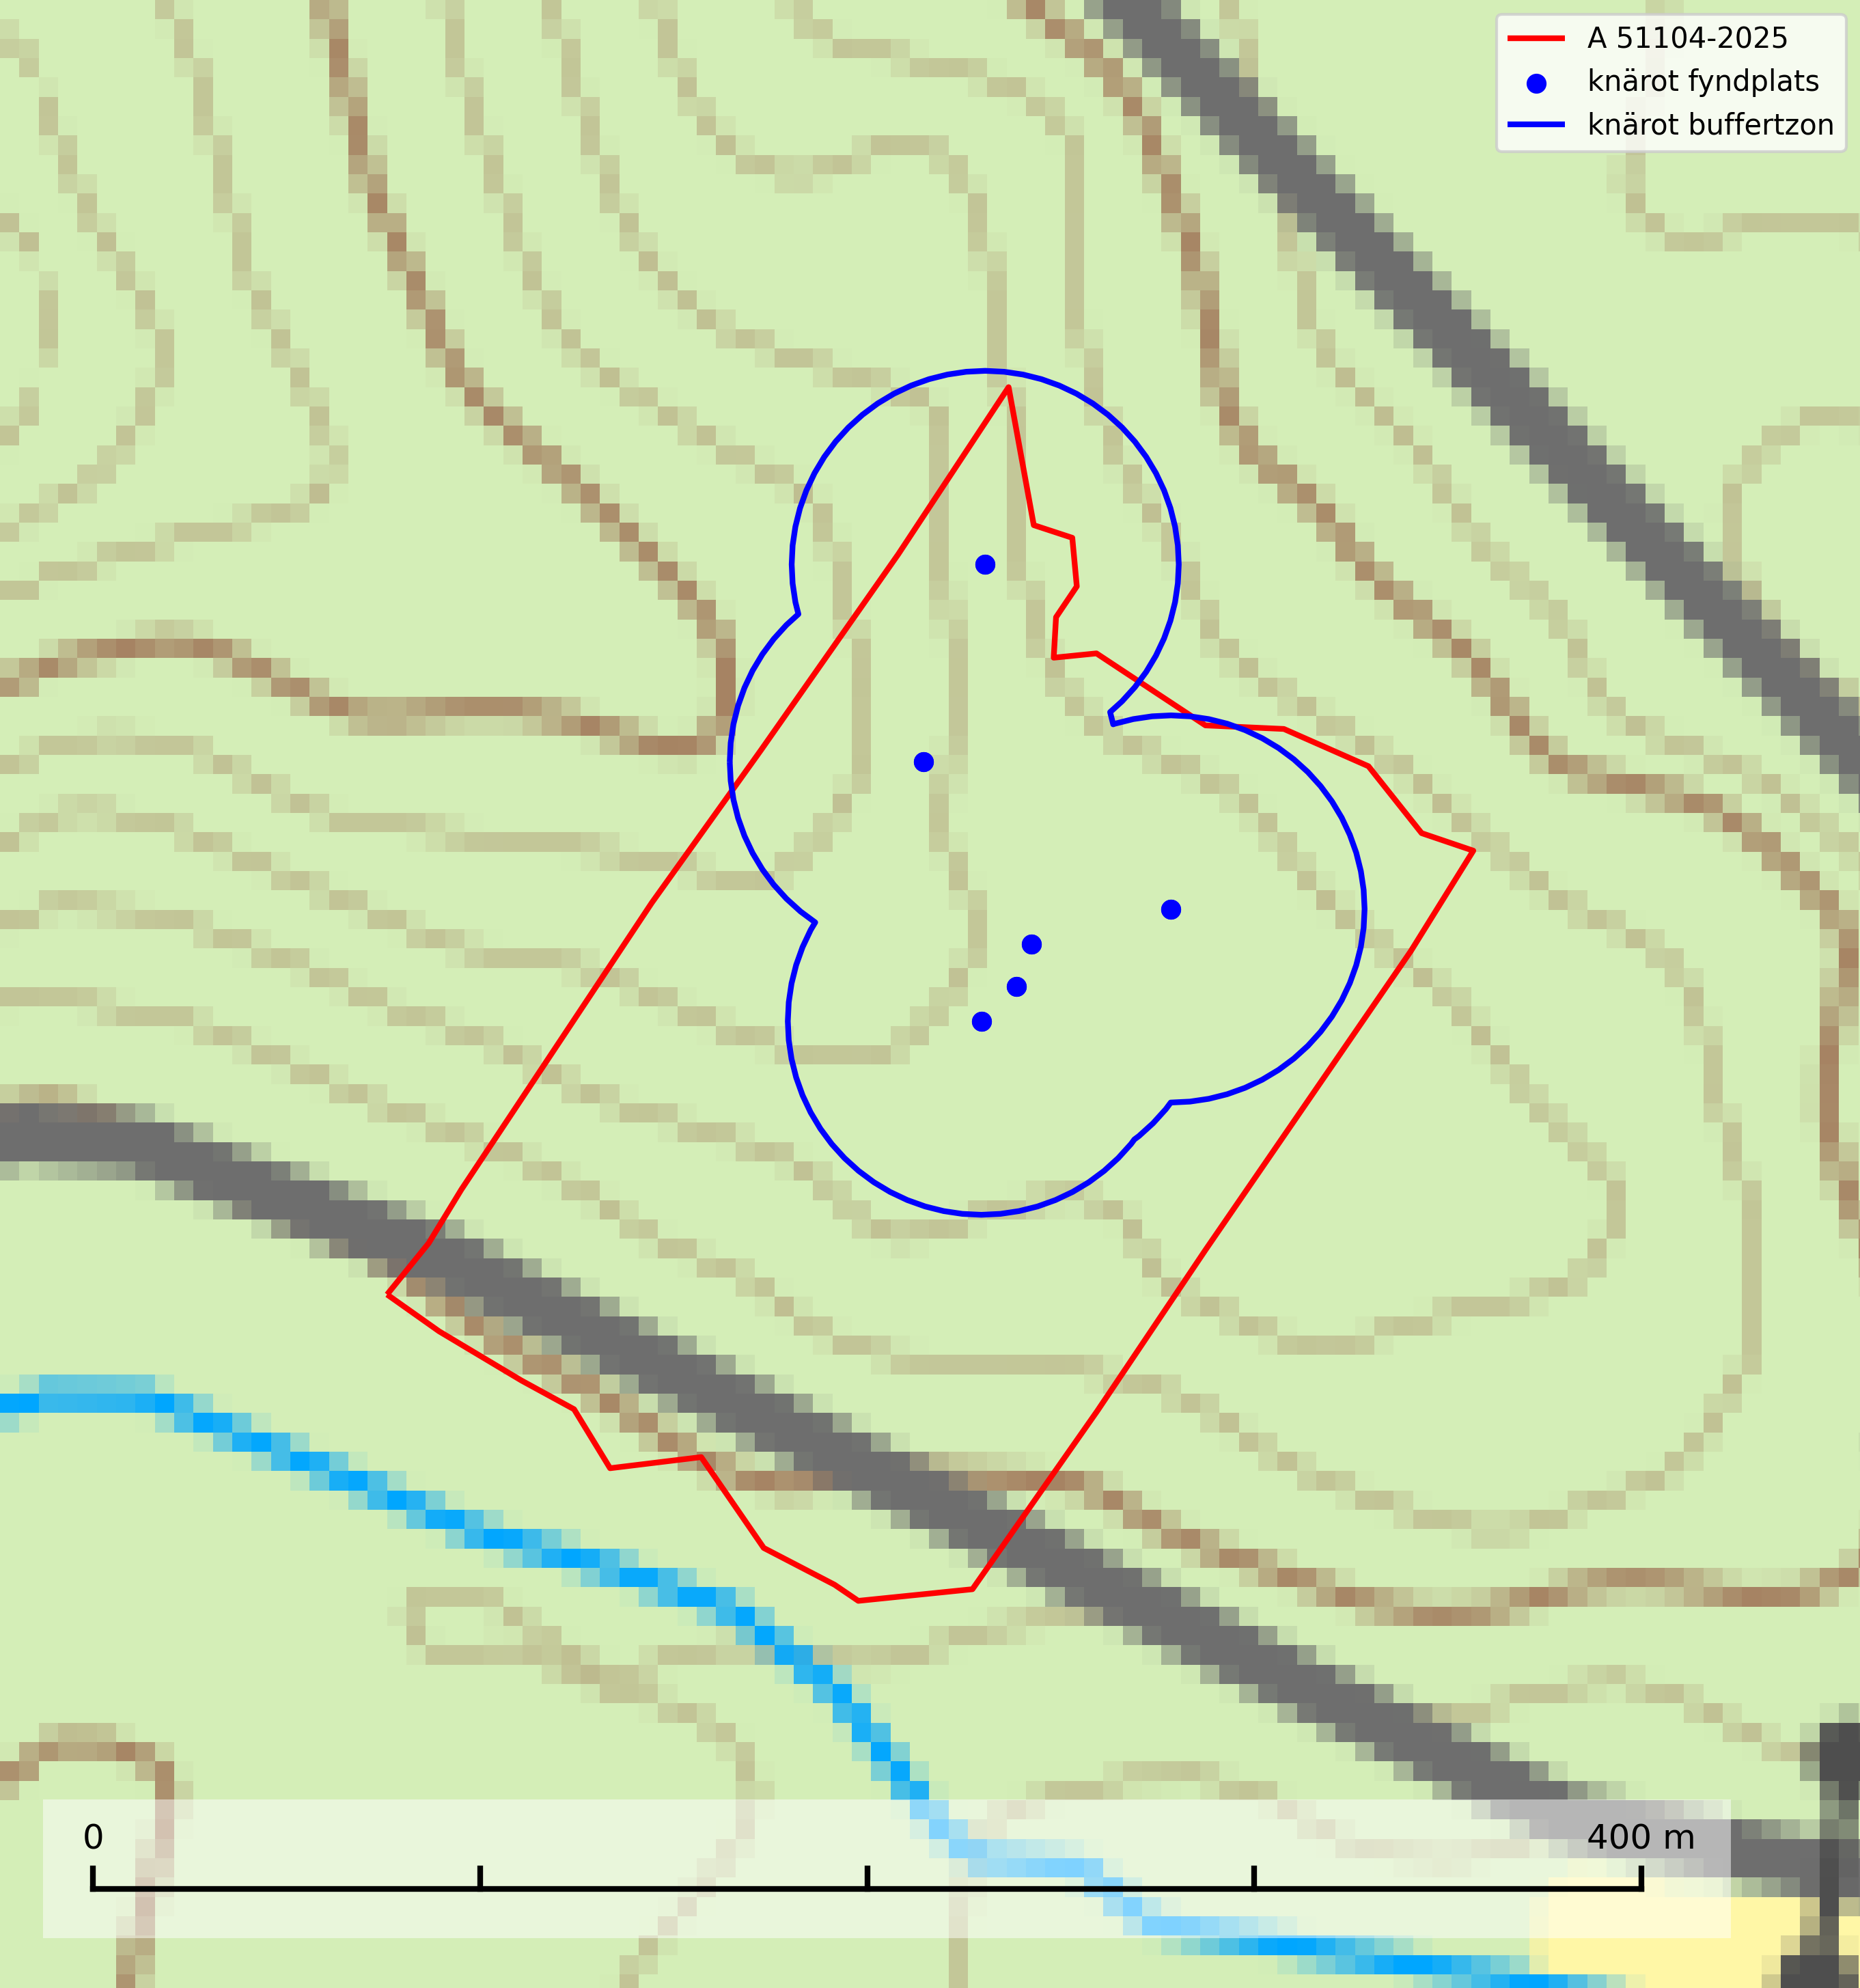 A 51104-2025
knärot fyndplats
knärot buffertzon
0
400 m